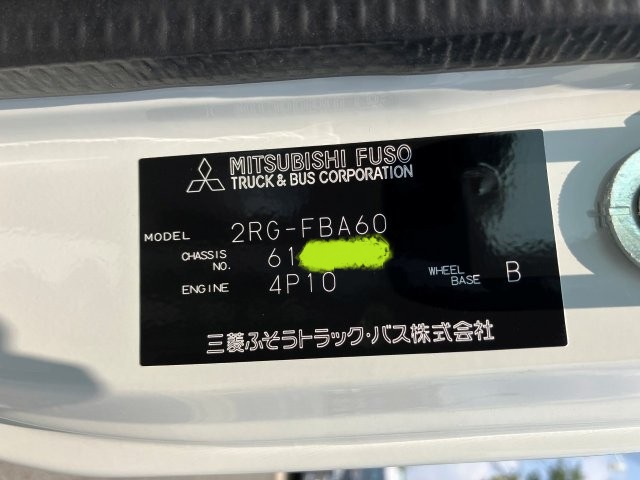 MITSUBISHI FUSO
TRUCK & BUS CORPORATION
MODEL 2RG-FBA60
CHASSIS NO. 61
ENGINE 4P10
WHEEL BASE B
三菱ふそうトラック・バス株式会社